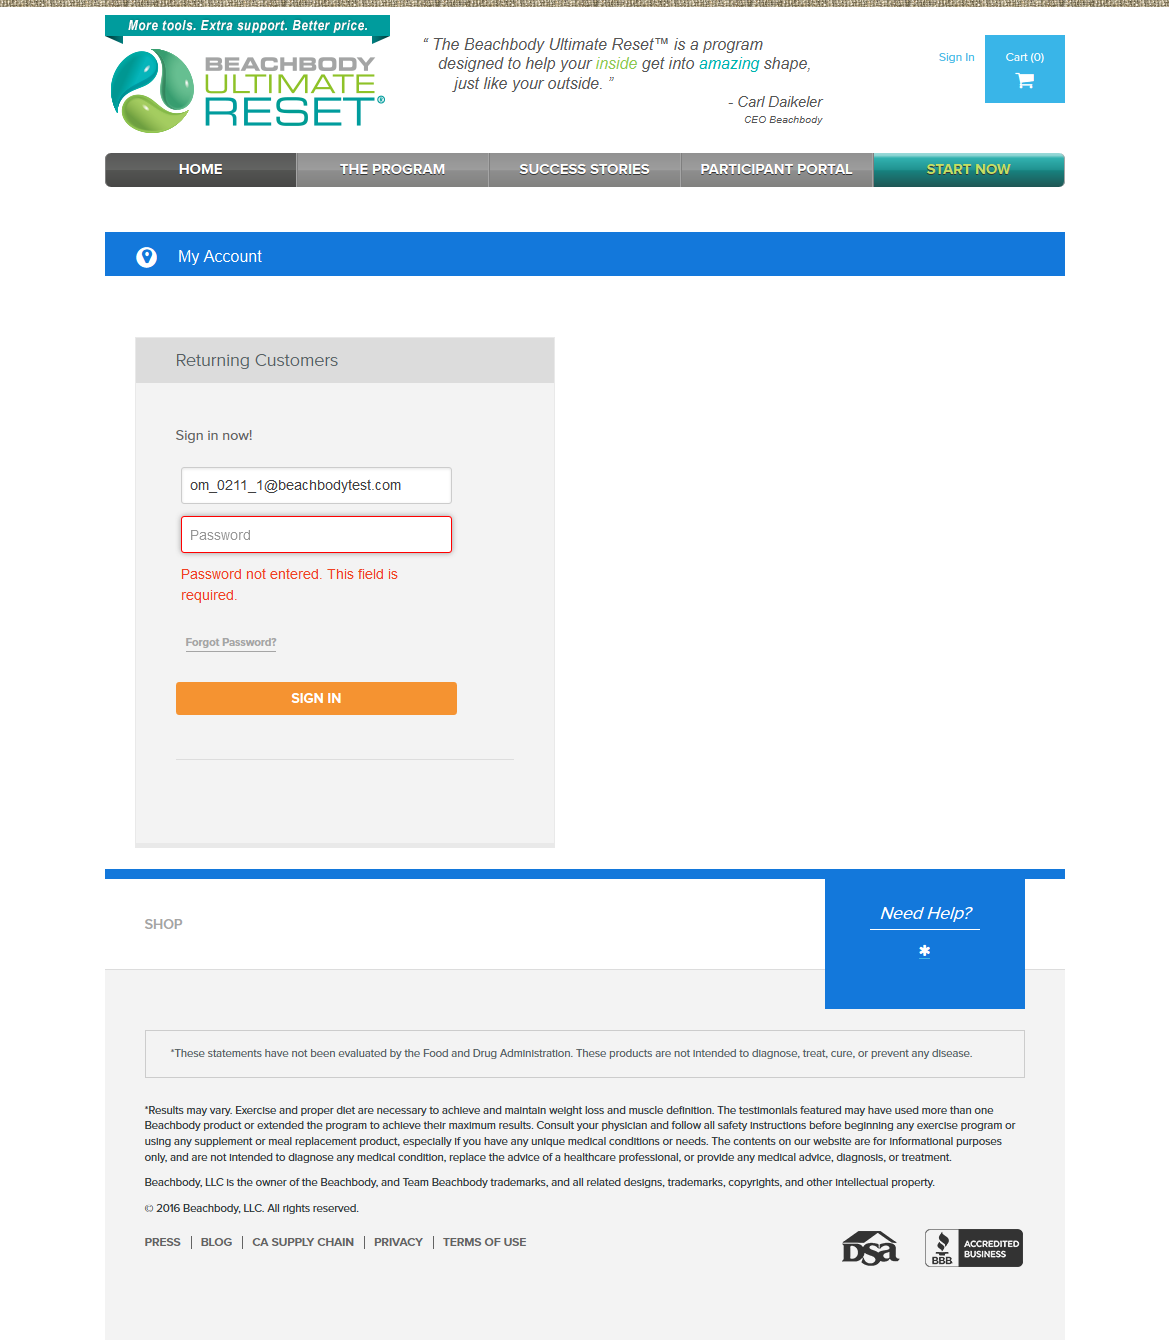 More tools. Extra support. Better price.
BEACHBODY
ULTIMATE
RESET®
“ The Beachbody Ultimate Reset™ is a program
designed to help your inside get into amazing shape,
just like your outside. ”
- Carl Daikeler
CEO Beachbody
Sign In
Cart (0)
HOME
THE PROGRAM
SUCCESS STORIES
PARTICIPANT PORTAL
START NOW
My Account
Returning Customers
Sign in now!
om_0211_1@beachbodytest.com
Password
Password not entered. This field is
required.
Forgot Password?
SIGN IN
SHOP
Need Help?
*
*These statements have not been evaluated by the Food and Drug Administration. These products are not intended to diagnose, treat, cure, or prevent any disease.
*Results may vary. Exercise and proper diet are necessary to achieve and maintain weight loss and muscle definition. The testimonials featured may have used more than one
Beachbody product or extended the program to achieve their maximum results. Consult your physician and follow all safety instructions before beginning any exercise program or
using any supplement or meal replacement product, especially if you have any unique medical conditions or needs. The contents on our website are for informational purposes
only, and are not intended to diagnose any medical condition, replace the advice of a healthcare professional, or provide any medical advice, diagnosis, or treatment.
Beachbody, LLC is the owner of the Beachbody, and Team Beachbody trademarks, and all related designs, trademarks, copyrights, and other intellectual property.
© 2016 Beachbody, LLC. All rights reserved.
PRESS | BLOG | CA SUPPLY CHAIN | PRIVACY | TERMS OF USE
DSA
BBB
ACCREDITED
BUSINESS